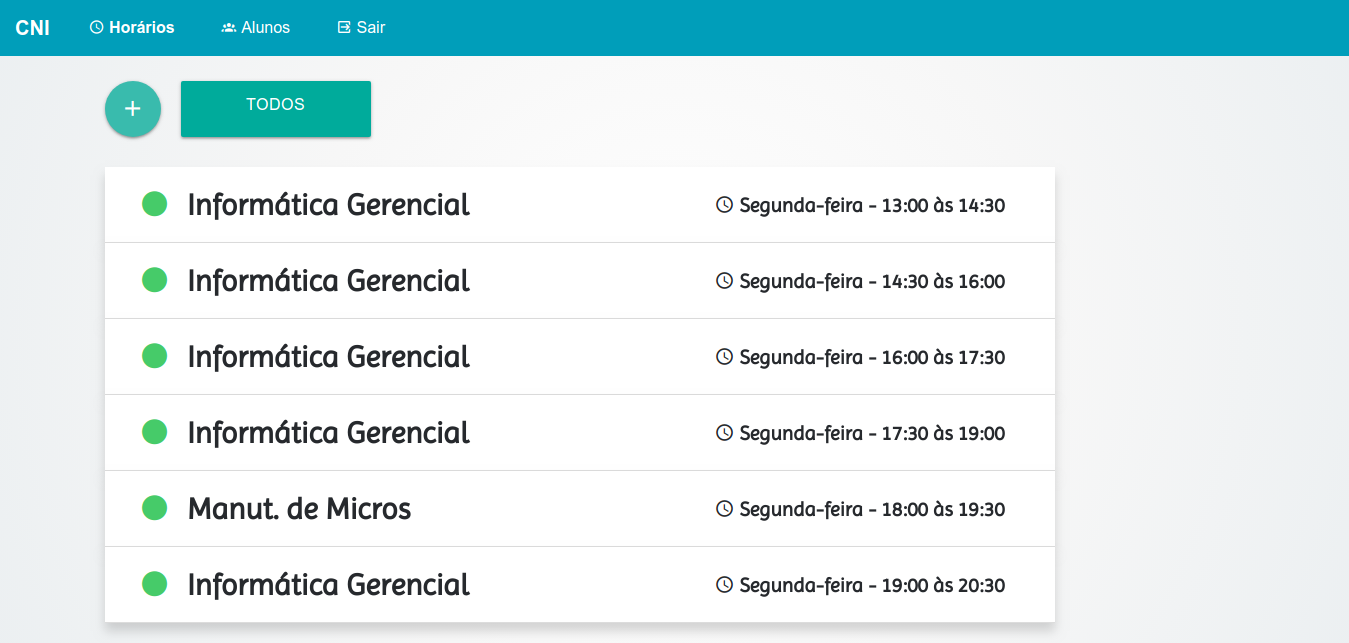 CNI Horários Alunos Sair
+ TODOS
Informática Gerencial Segunda-feira - 13:00 às 14:30
Informática Gerencial Segunda-feira - 14:30 às 16:00
Informática Gerencial Segunda-feira - 16:00 às 17:30
Informática Gerencial Segunda-feira - 17:30 às 19:00
Manut. de Micros Segunda-feira - 18:00 às 19:30
Informática Gerencial Segunda-feira - 19:00 às 20:30